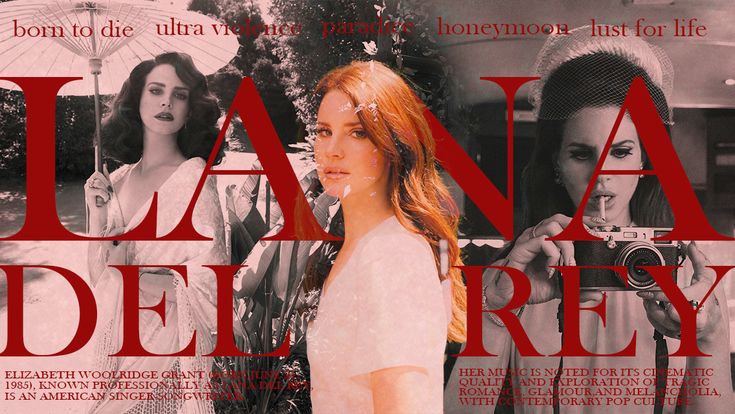 born to die ultra violence paradise honeymoon lust for life
LANA
DEL REY
ELIZABETH WOOLRIDGE GRANT (BORN JUNE
1985), KNOWN PROFESSIONALLY AS LANA DEL REY,
IS AN AMERICAN SINGER-SONGWRITER.
HER MUSIC IS NOTED FOR ITS CINEMATIC
QUALITY AND EXPLORATION OF TRAGIC
ROMANCE, GLAMOUR AND MELANCHOLIA,
WITH CONTEMPORARY POP CULTURE